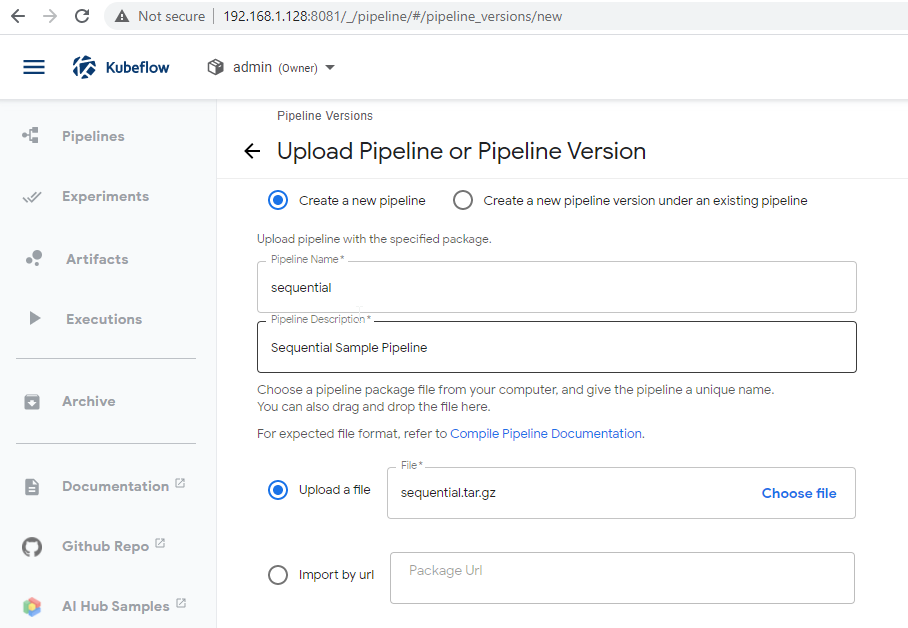 Not secure | 192.168.1.128:8081/_/pipeline/#/pipeline_versions/new
Kubeflow
admin (Owner)
Pipelines
Experiments
Artifacts
Executions
Archive
Documentation
Github Repo
AI Hub Samples
Pipeline Versions
Upload Pipeline or Pipeline Version
Create a new pipeline
Create a new pipeline version under an existing pipeline
Upload pipeline with the specified package.
Pipeline Name*
sequential
Pipeline Description*
Sequential Sample Pipeline
Choose a pipeline package file from your computer, and give the pipeline a unique name.
You can also drag and drop the file here.
For expected file format, refer to Compile Pipeline Documentation.
Upload a file
File*
sequential.tar.gz
Choose file
Import by url
Package Url